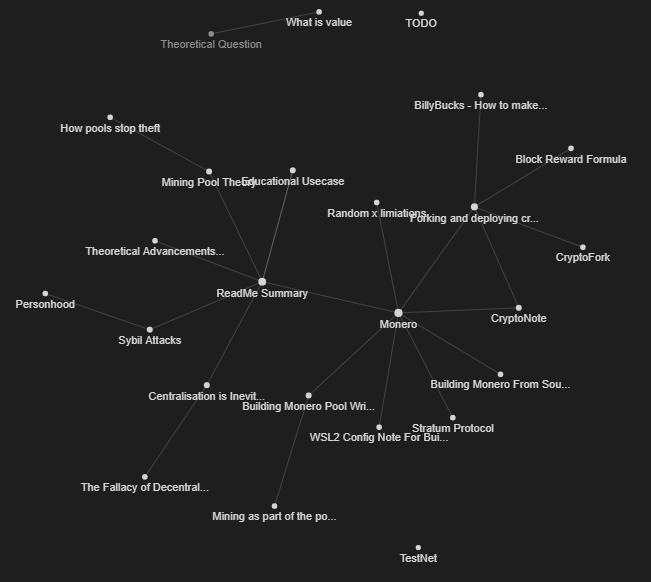 What is value
TODO
Theoretical Question
BillyBucks - How to make...
How pools stop theft
Block Reward Formula
Mining Pool Theory
Educational Usecase
Random x limiations
Forking and deploying cr...
Theoretical Advancements...
CryptoFork
ReadMe Summary
Personhood
CryptoNote
Monero
Sybil Attacks
Building Monero From Sou...
Centralisation is Inevit...
Building Monero Pool Wri...
Stratum Protocol
WSL2 Config Note For Bui...
The Fallacy of Decentral...
Mining as part of the po...
TestNet